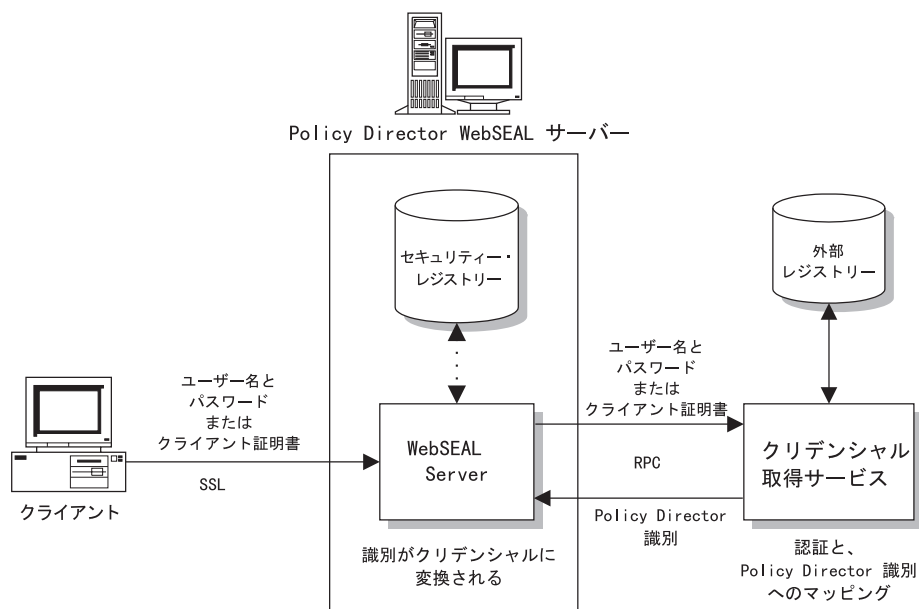 Policy Director WebSEAL サーバー
セキュリティー・
レジストリー
外部
レジストリー
ユーザー名と
パスワード
または
クライアント証明書
SSL
クライアント
WebSEAL
Server
識別がクリデンシャルに
変換される
ユーザー名と
パスワード
または
クライアント証明書
RPC
Policy Director
識別
クリデンシャル
取得サービス
認証と、
Policy Director 識別
へのマッピング